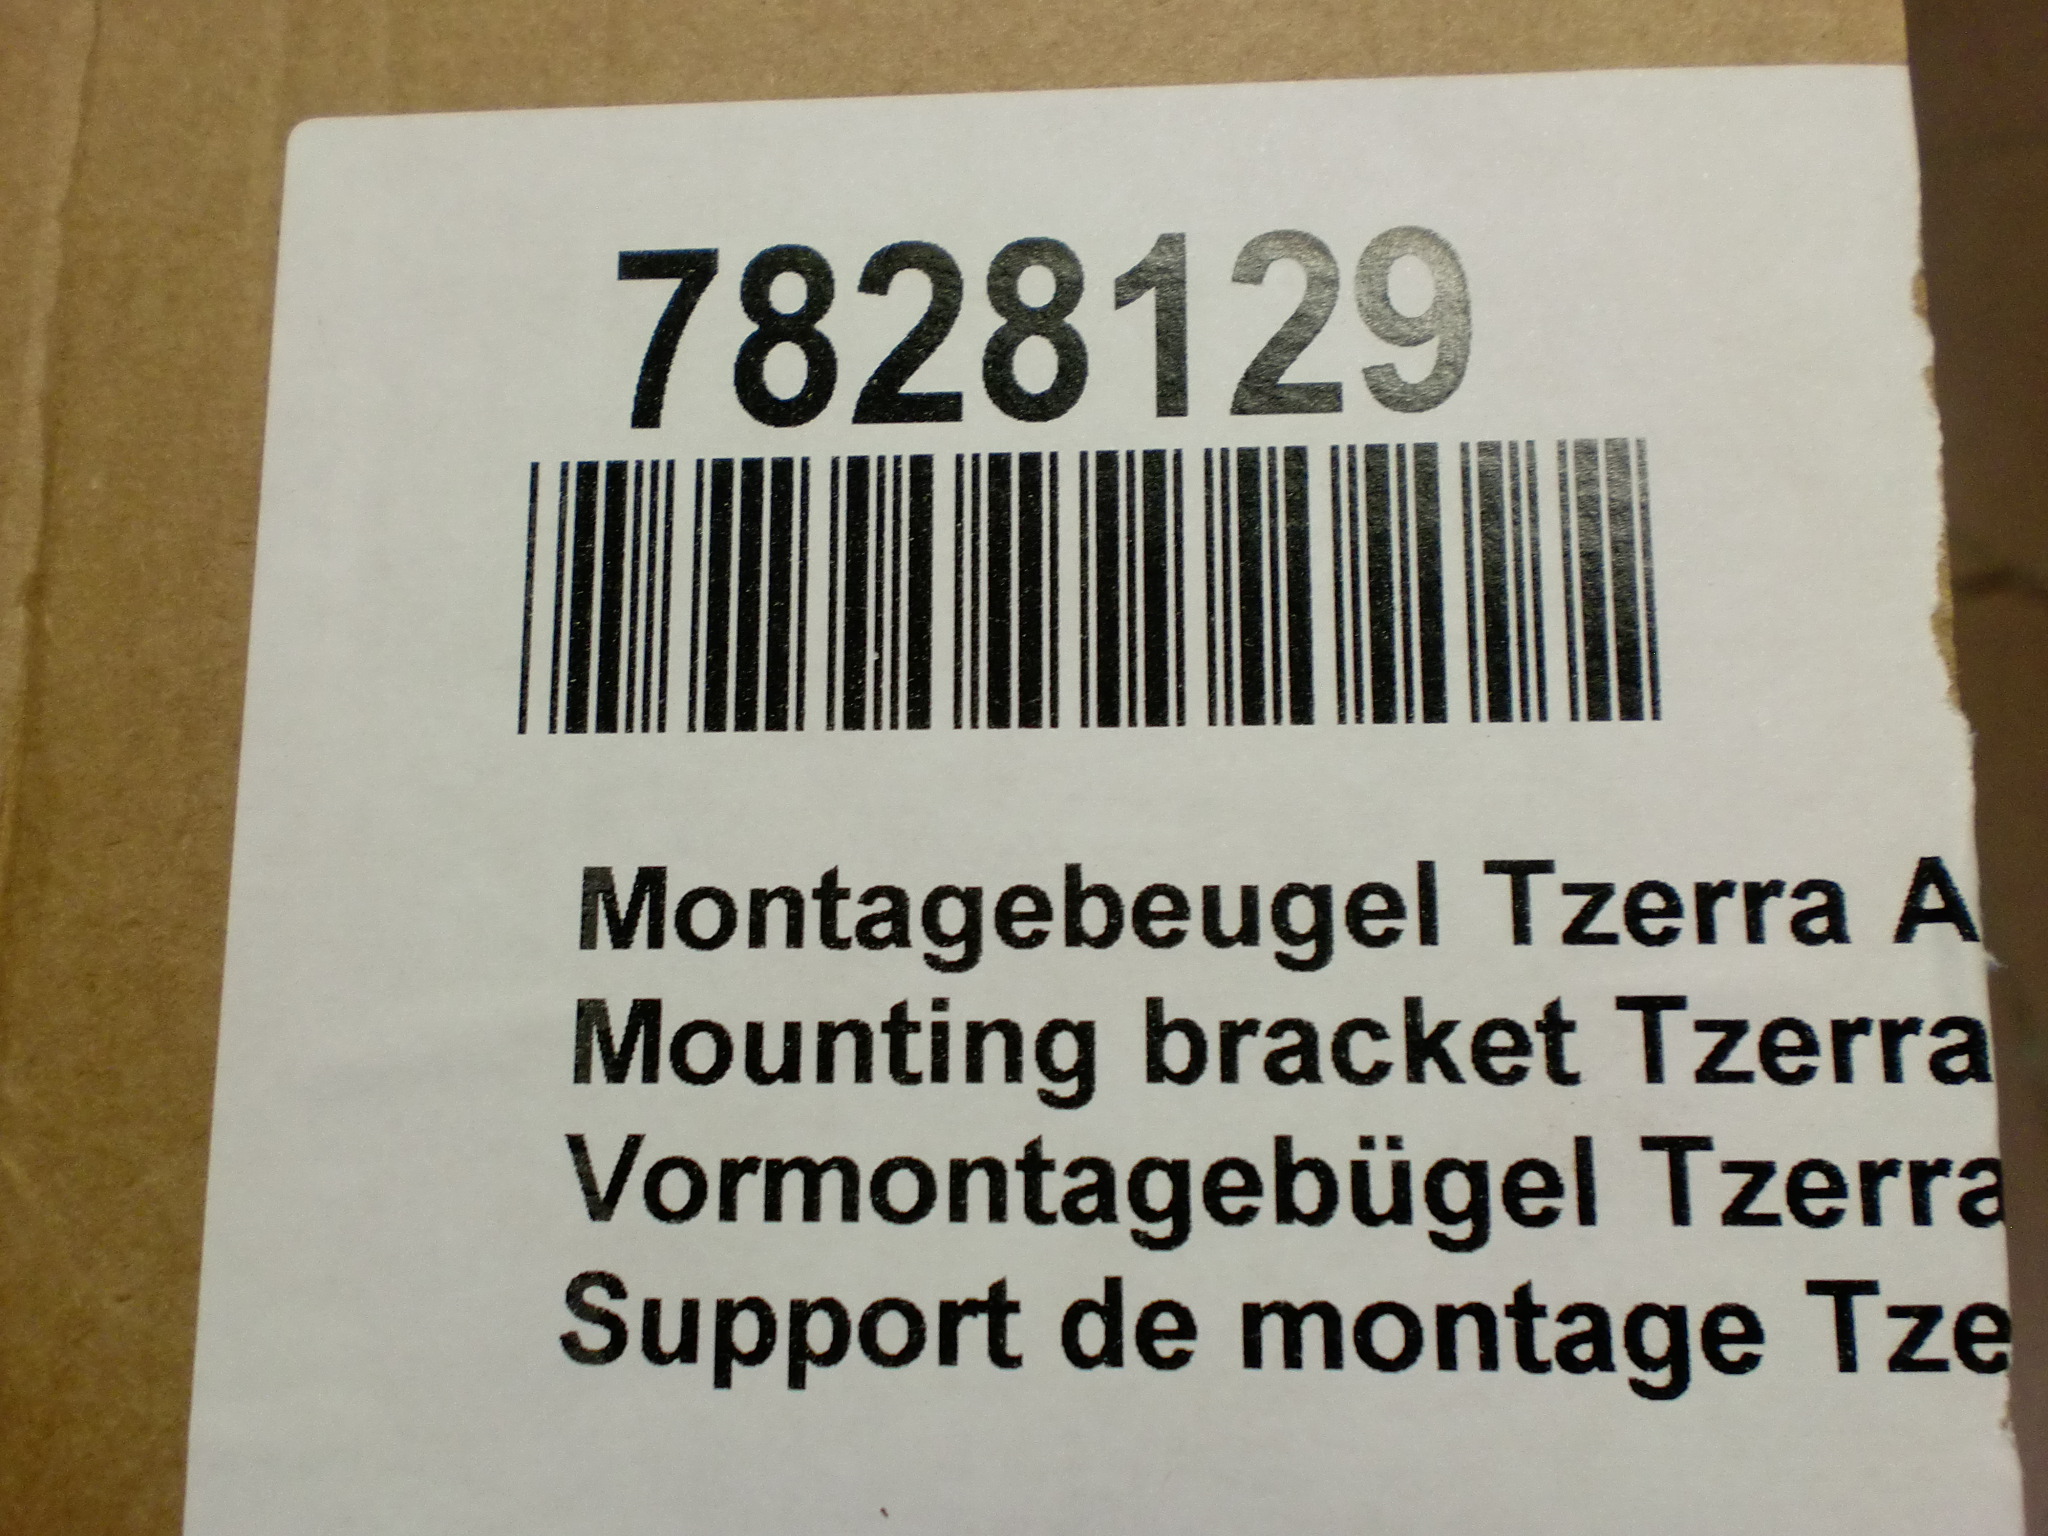 7828129
Montagebeugel Tzerra A
Mounting bracket Tzerra
Vormontagebügel Tzerra
Support de montage Tze